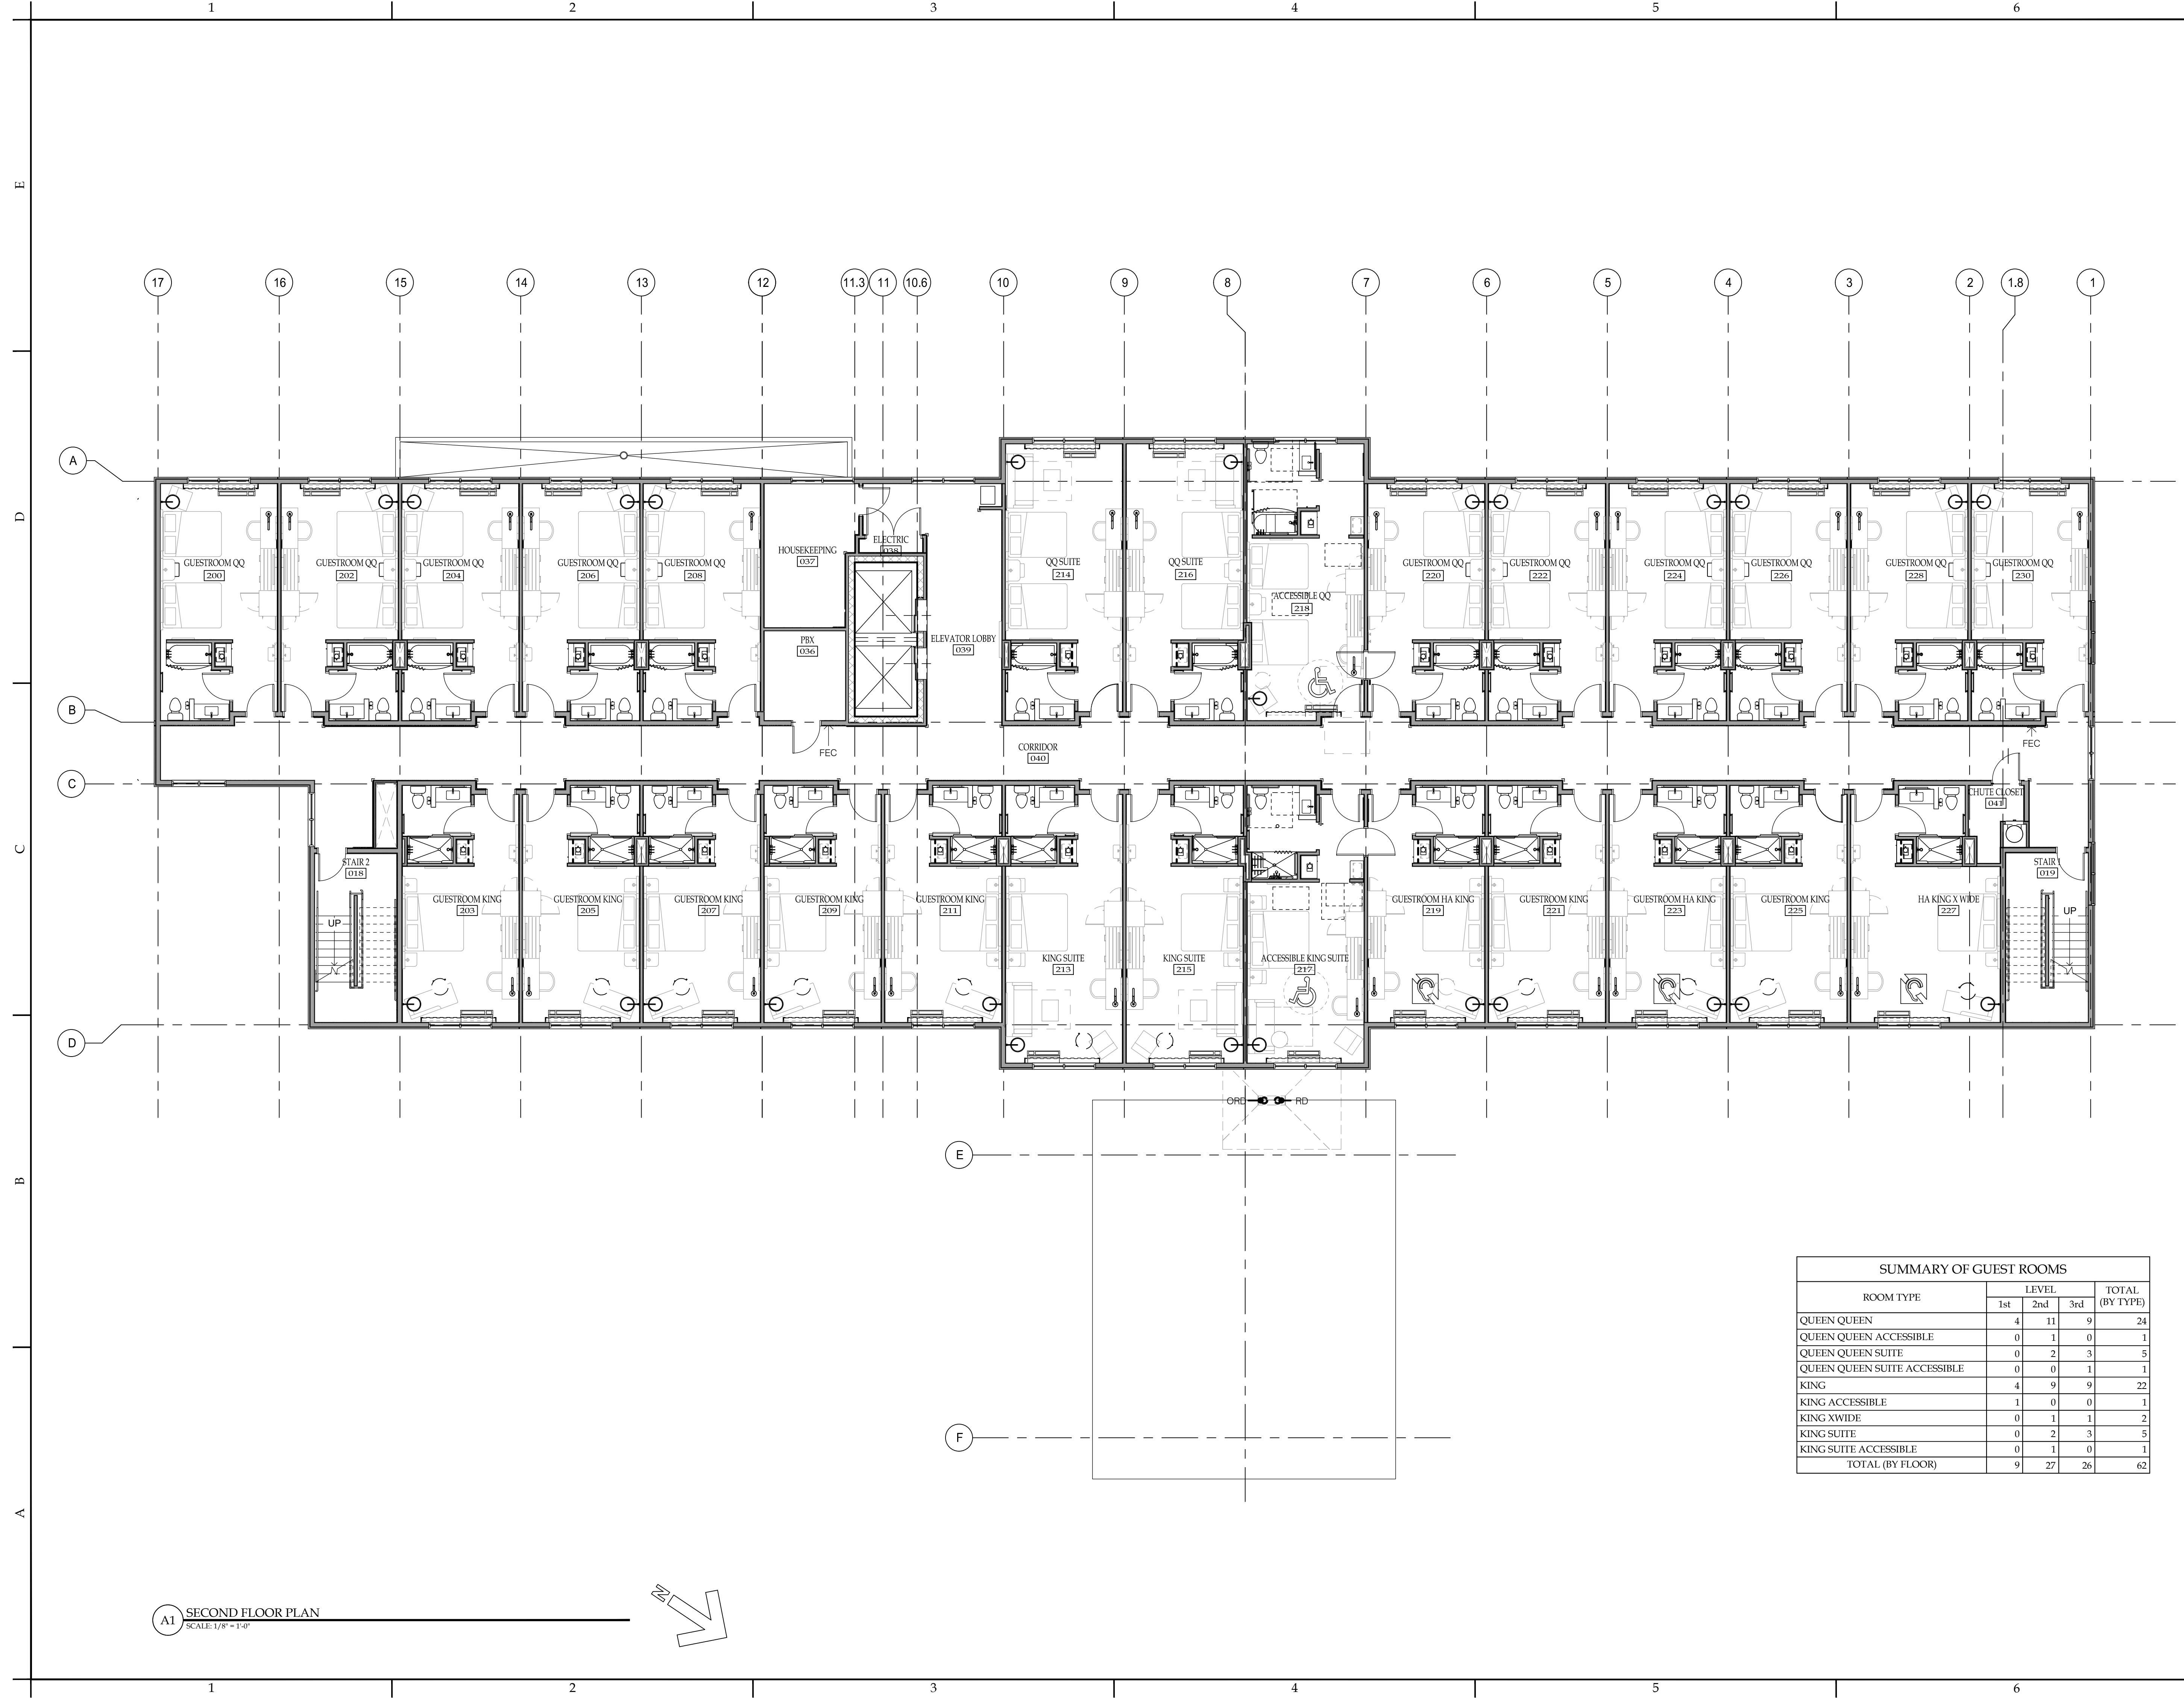 1 2 3 4 5 6
E
17 16 15 14 13 12 11.3 11 10.6 10 9 8 7 6 5 4 3 2 1.8 1
A
D
ELECTRIC
038
HOUSEKEEPING
037
GUESTROOM QQ
200
GUESTROOM QQ
202
GUESTROOM QQ
204
GUESTROOM QQ
206
GUESTROOM QQ
208
QQ SUITE
214
QQ SUITE
216
ACCESSIBLE QQ
218
GUESTROOM QQ
220
GUESTROOM QQ
222
GUESTROOM QQ
224
GUESTROOM QQ
226
GUESTROOM QQ
228
GUESTROOM QQ
230
PBX
036
ELEVATOR LOBBY
039
B
FEC
CORRIDOR
040
FEC
C
CHUTE CLOSET
041
C
STAIR 2
018
STAIR 1
019
GUESTROOM KING
203
GUESTROOM KING
205
GUESTROOM KING
207
GUESTROOM KING
209
GUESTROOM KING
211
GUESTROOM HA KING
219
GUESTROOM KING
221
GUESTROOM HA KING
223
GUESTROOM KING
225
HA KING X WIDE
227
UP
UP
KING SUITE
213
KING SUITE
215
ACCESSIBLE KING SUITE
217
D
ORD RD
E
B
SUMMARY OF GUEST ROOMS
ROOM TYPE LEVEL TOTAL (BY TYPE)
1st 2nd 3rd
QUEEN QUEEN 4 11 9 24
QUEEN QUEEN ACCESSIBLE 0 1 0 1
QUEEN QUEEN SUITE 0 2 3 5
QUEEN QUEEN SUITE ACCESSIBLE 0 0 1 1
KING 4 9 9 22
KING ACCESSIBLE 1 0 0 1
KING XWIDE 0 1 1 2
KING SUITE 0 2 3 5
KING SUITE ACCESSIBLE 0 1 0 1
TOTAL (BY FLOOR) 9 27 26 62
F
A
N
A1 SECOND FLOOR PLAN
SCALE: 1/8" = 1'-0"
1 2 3 4 5 6